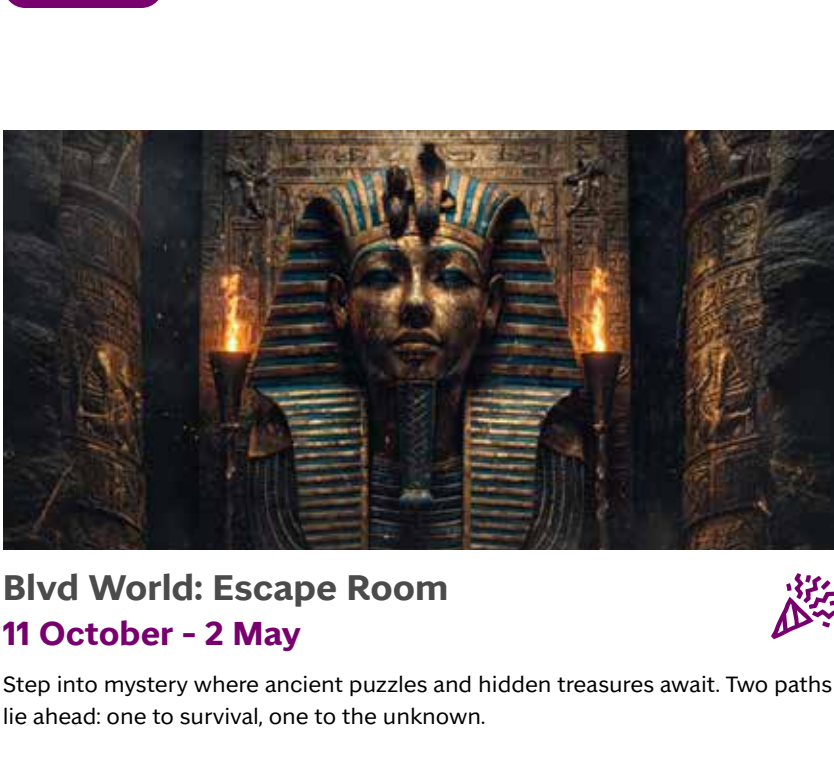 Blvd World: Escape Room
11 October - 2 May
Step into mystery where ancient puzzles and hidden treasures await. Two paths
lie ahead: one to survival, one to the unknown.